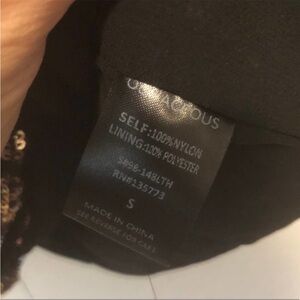 SELF:100%NYLON
LINING:100% POLYESTER
RN#135773
S
MADE IN CHINA
SEE REVERSE FOR CARE